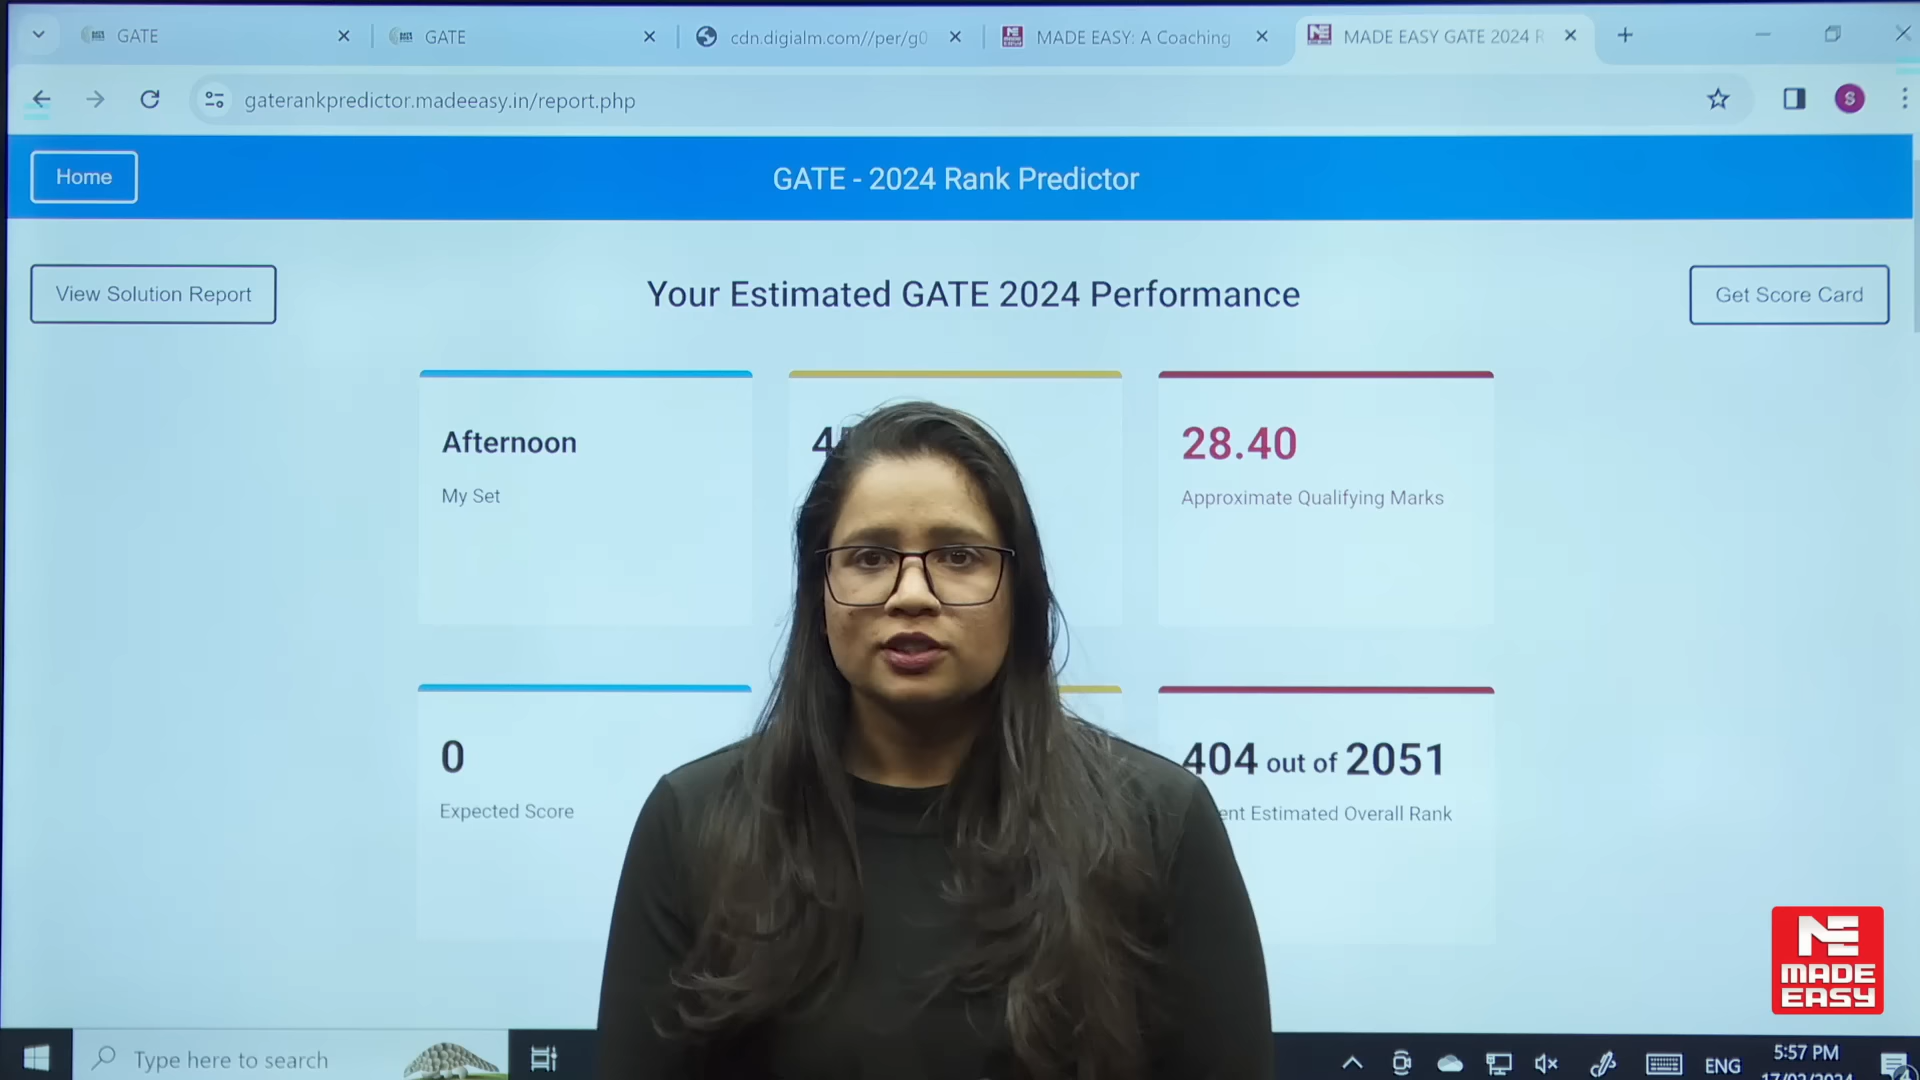 GATE
GATE
cdn.digialm.com//per/g0
MADE EASY: A Coaching
MADE EASY GATE 2024 R
gaterankpredictor.madeeasy.in/report.php
S
Home
GATE - 2024 Rank Predictor
View Solution Report
Your Estimated GATE 2024 Performance
Get Score Card
Afternoon
My Set
28.40
Approximate Qualifying Marks
0
Expected Score
404 out of 2051
Estimated Overall Rank
ME
MADE
EASY
Type here to search
ENG
5:57 PM